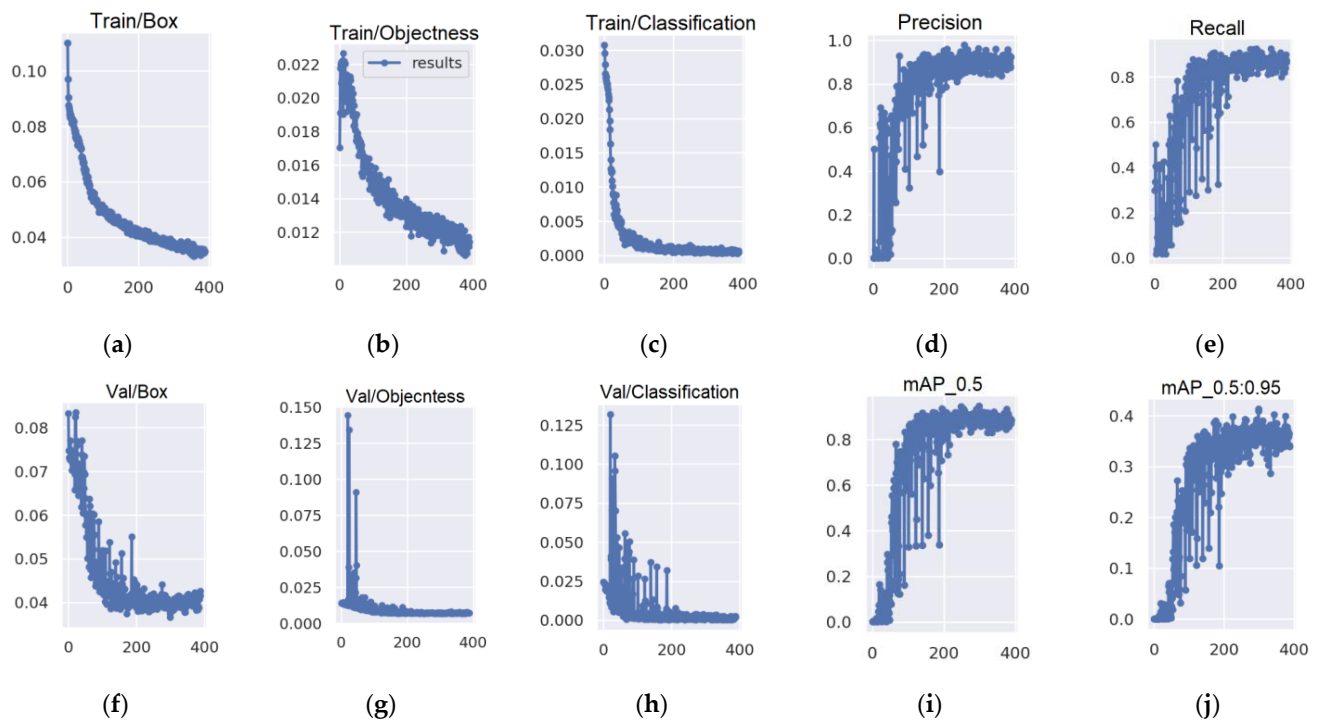 Train/Box
0.10
0.08
0.06
0.04
0 200 400
(a)
Train/Objectness
results
0.022
0.020
0.018
0.016
0.014
0.012
0 200 400
(b)
Train/Classification
0.030
0.025
0.020
0.015
0.010
0.005
0.000
0 200 400
(c)
Precision
1.0
0.8
0.6
0.4
0.2
0.0
0 200 400
(d)
Recall
0.8
0.6
0.4
0.2
0.0
0 200 400
(e)
Val/Box
0.08
0.07
0.06
0.05
0.04
0 200 400
(f)
Val/Objecntess
0.150
0.125
0.100
0.075
0.050
0.025
0.000
0 200 400
(g)
Val/Classification
0.125
0.100
0.075
0.050
0.025
0.000
0 200 400
(h)
mAP_0.5
0.8
0.6
0.4
0.2
0.0
0 200 400
(i)
mAP_0.5:0.95
0.4
0.3
0.2
0.1
0.0
0 200 400
(j)